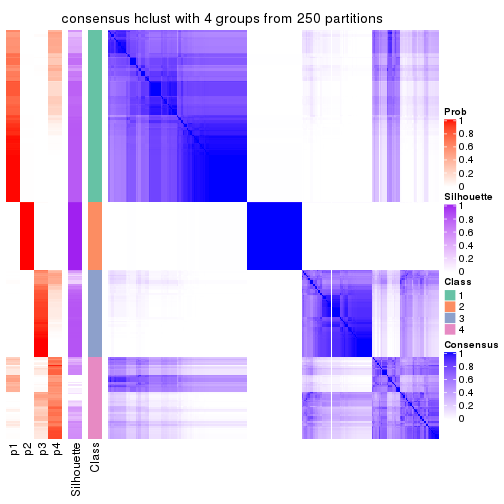 consensus hclust with 4 groups from 250 partitions
Prob
1
0.8
0.6
0.4
0.2
0
Silhouette
1
0.8
0.6
0.4
0.2
0
Class
1
2
3
4
Consensus
1
0.8
0.6
0.4
0.2
0
p1
p2
p3
p4
Silhouette
Class